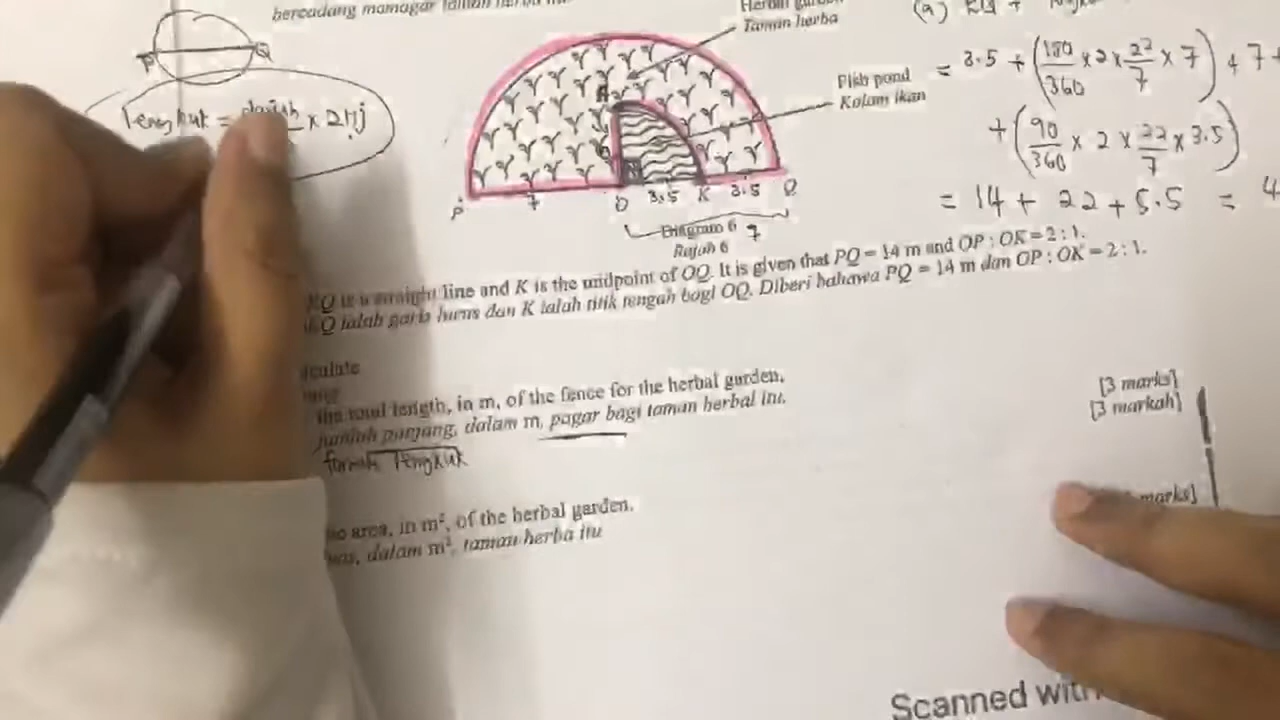 bercadang memagar taman herba itu.
Taman herba
Fish pond
Kolam ikan
P Q
Lengkuk = × 2πj
A
P 7 O 3.5 K 3.5 Q
7
Diagram 6
Rajah 6
(a) KQ +
= 3.5 + (180/360 × 2 × 22/7 × 7) + 7 +
+ (90/360 × 2 × 22/7 × 3.5)
= 14 + 22 + 5.5 = 4
KQ is a straight line and K is the midpoint of OQ. It is given that PQ = 14 m and OP : OK = 2 : 1.
KQ ialah garis lurus dan K ialah titik tengah bagi OQ. Diberi bahawa PQ = 14 m dan OP : OK = 2 : 1.
culate
the total length, in m, of the fence for the herbal garden,
jumlah panjang, dalam m, pagar bagi taman herbal itu.
[3 marks]
[3 markah]
lengkuk
area, in m², of the herbal garden.
dalam m², taman herba itu
marks]
Scanned with